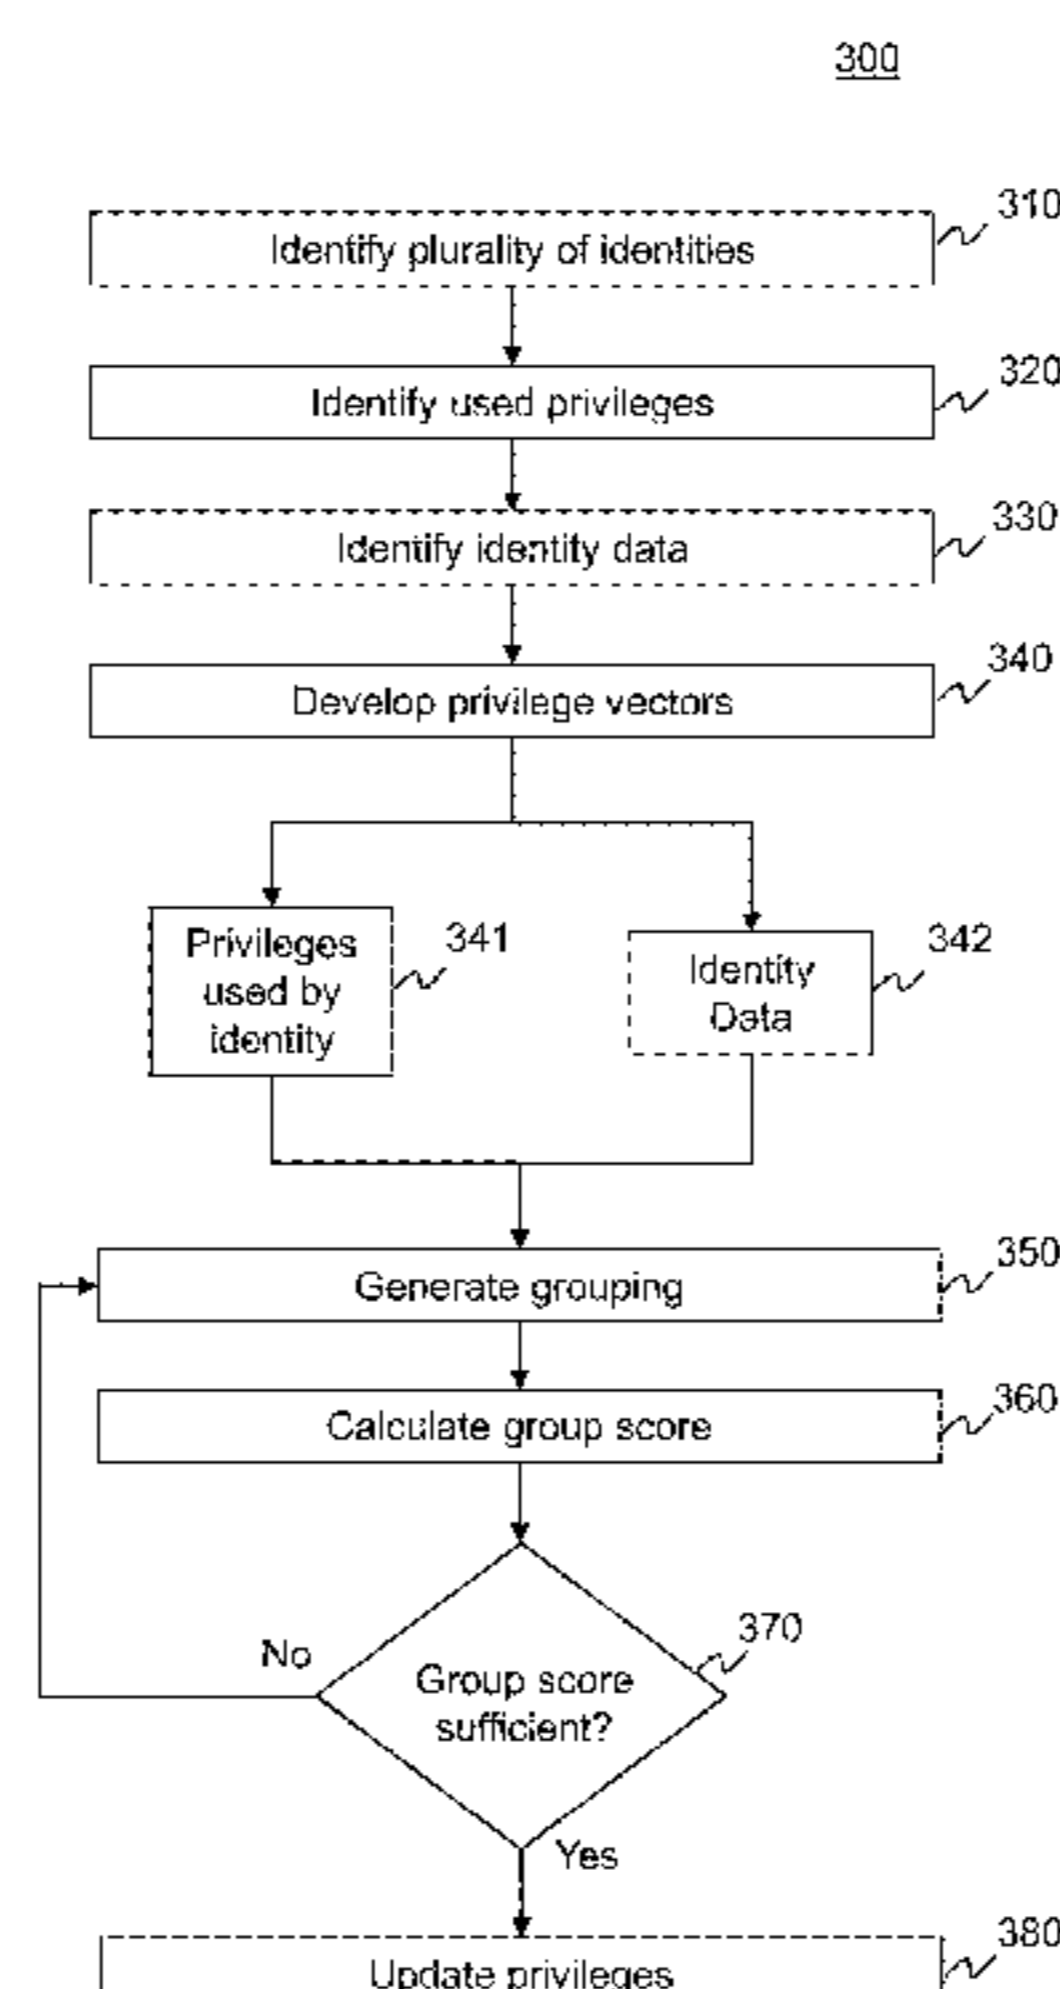 300
310
Identify plurality of identities
320
Identify used privileges
330
Identify identity data
340
Develop privilege vectors
Privileges
used by
identity
341
Identity
Data
342
350
Generate grouping
360
Calculate group score
370
No
Group score
sufficient?
Yes
380
Update privileges